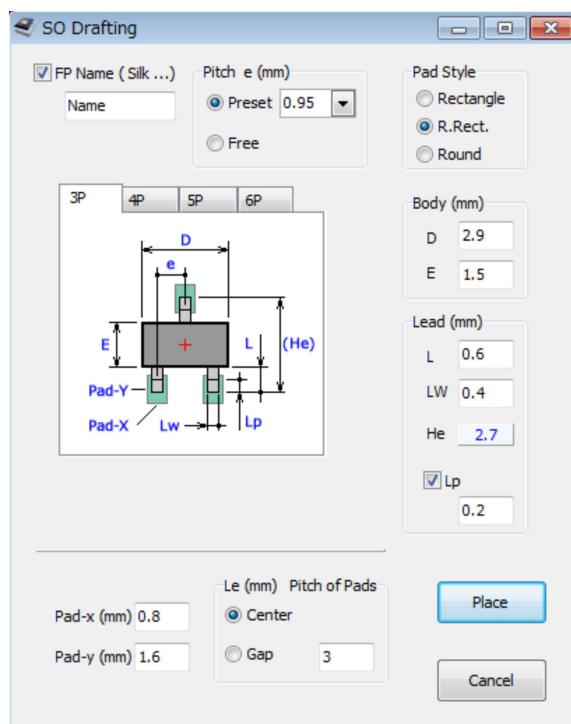 SO Drafting
FP Name ( Silk ...)
Name
Pitch e (mm)
Preset 0.95
Free
Pad Style
Rectangle
R.Rect.
Round
3P 4P 5P 6P
D
e
E
L
(He)
Pad-Y
Pad-X
Lw
Lp
Body (mm)
D 2.9
E 1.5
Lead (mm)
L 0.6
LW 0.4
He 2.7
Lp
0.2
Pad-x (mm) 0.8
Pad-y (mm) 1.6
Le (mm) Pitch of Pads
Center
Gap 3
Place
Cancel